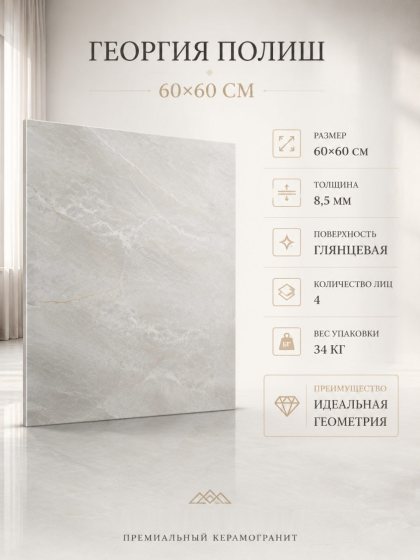 ГЕОРГИЯ ПОЛИШ
60×60 СМ
РАЗМЕР
60×60 СМ
ТОЛЩИНА
8,5 ММ
ПОВЕРХНОСТЬ
ГЛЯНЦЕВАЯ
КОЛИЧЕСТВО ЛИЦ
4
КГ
ВЕС УПАКОВКИ
34 КГ
ПРЕИМУЩЕСТВО
ИДЕАЛЬНАЯ
ГЕОМЕТРИЯ
ПРЕМИАЛЬНЫЙ КЕРАМОГРАНИТ